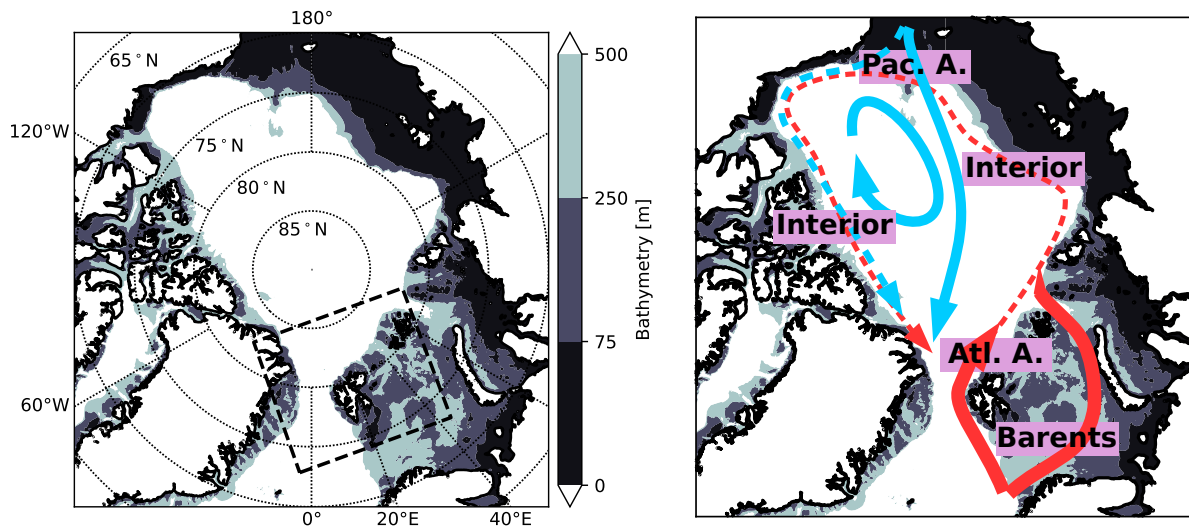 180°
65°N
120°W
75°N
80°N
85°N
60°W
0°
20°E
40°E
500
250
75
0
Bathymetry [m]
Pac. A.
Interior
Interior
Atl. A.
Barents